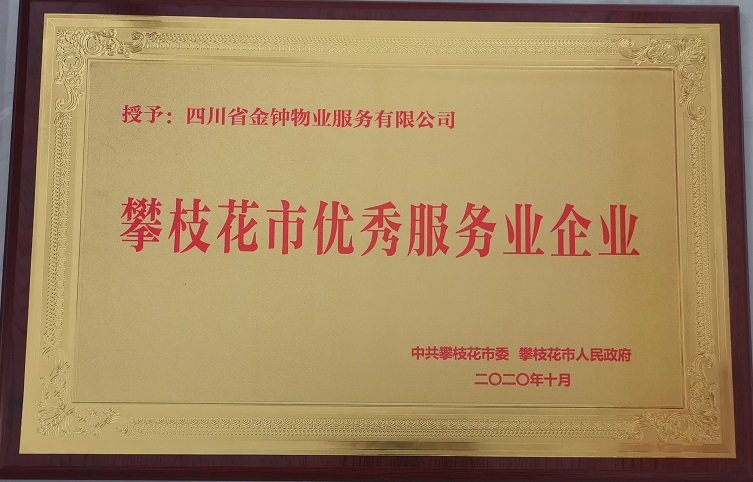 授予：四川省金钟物业服务有限公司
攀枝花市优秀服务业企业
中共攀枝花市委 攀枝花市人民政府
二〇二〇年十月